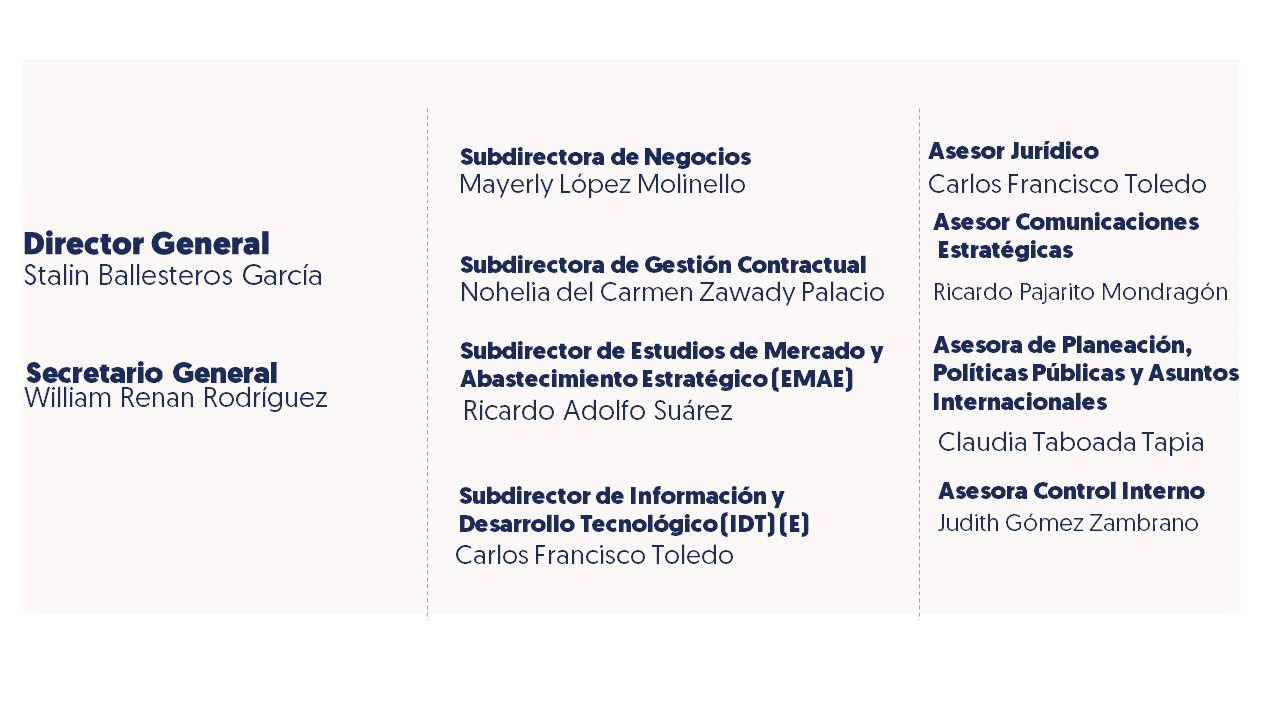 Director General
Stalin Ballesteros García
Secretario General
William Renan Rodríguez
Subdirectora de Negocios
Mayerly López Molinello
Subdirectora de Gestión Contractual
Nohelia del Carmen Zawady Palacio
Subdirector de Estudios de Mercado y
Abastecimiento Estratégico (EMAE)
Ricardo Adolfo Suárez
Subdirector de Información y
Desarrollo Tecnológico (IDT) (E)
Carlos Francisco Toledo
Asesor Jurídico
Carlos Francisco Toledo
Asesor Comunicaciones
Estratégicas
Ricardo Pajarito Mondragón
Asesora de Planeación,
Políticas Públicas y Asuntos
Internacionales
Claudia Taboada Tapia
Asesora Control Interno
Judith Gómez Zambrano